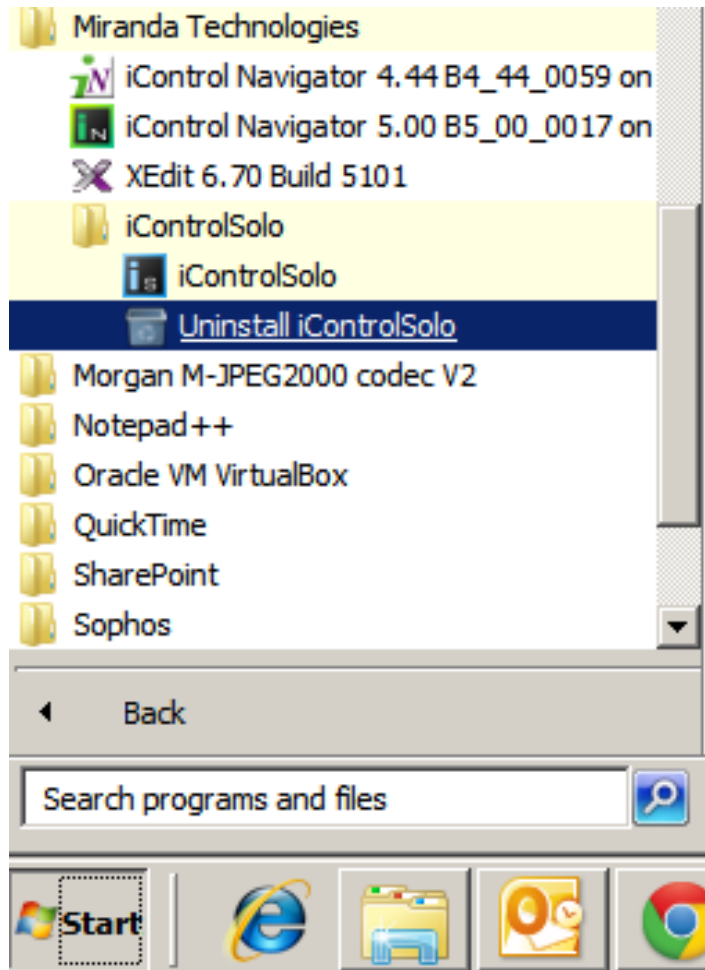 Miranda Technologies
iControl Navigator 4.44 B4_44_0059 on
iControl Navigator 5.00 B5_00_0017 on
XEdit 6.70 Build 5101
iControlSolo
iControlSolo
Uninstall iControlSolo
Morgan M-JPEG2000 codec V2
Notepad++
Oracle VM VirtualBox
QuickTime
SharePoint
Sophos
Back
Search programs and files
Start